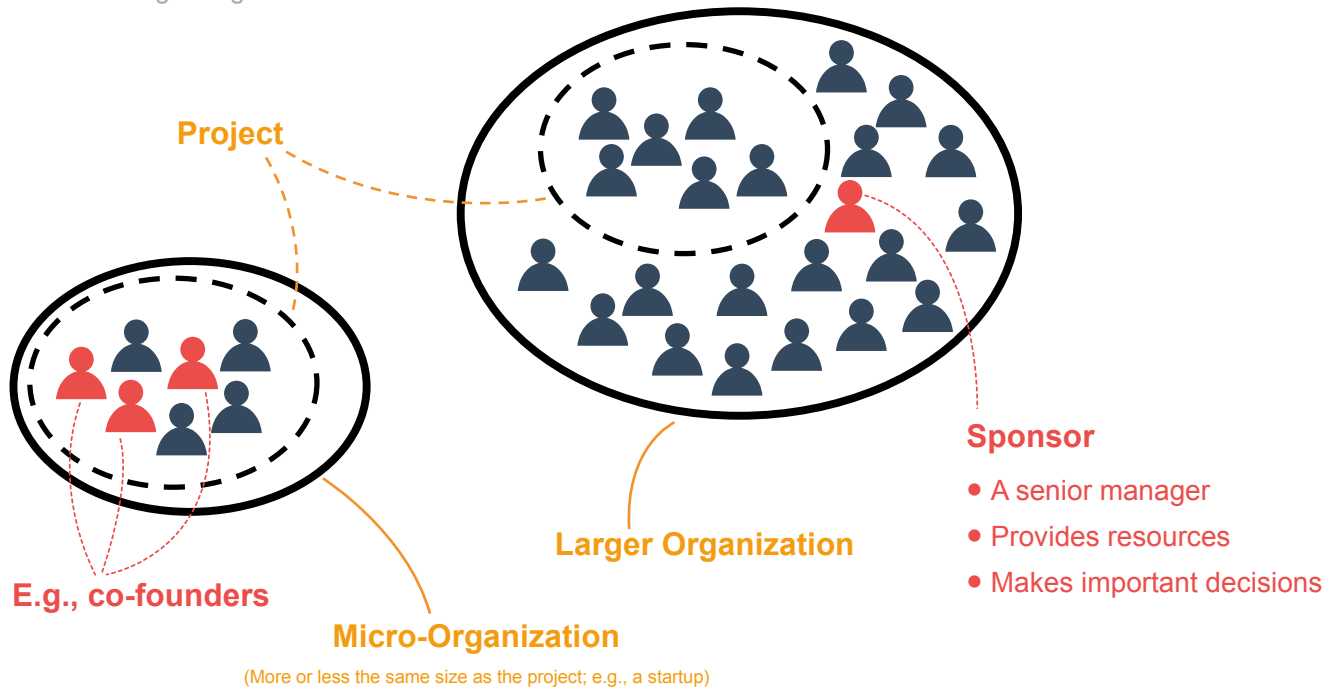 Project
Sponsor
● A senior manager
● Provides resources
● Makes important decisions
Larger Organization
E.g., co-founders
Micro-Organization
(More or less the same size as the project; e.g., a startup)